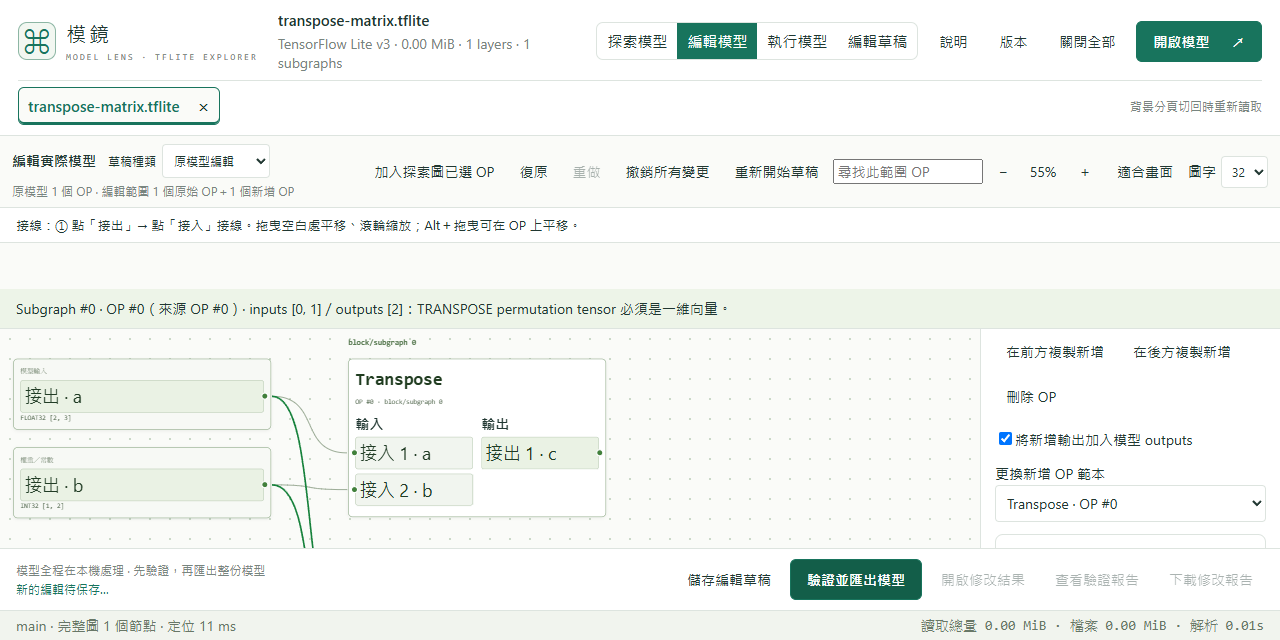 模鏡
MODEL LENS · TFLITE EXPLORER
transpose-matrix.tflite
TensorFlow Lite v3 · 0.00 MiB · 1 layers · 1 subgraphs
探索模型 編輯模型 執行模型 編輯草稿 說明 版本 關閉全部 開啟模型 ↗
transpose-matrix.tflite ×
背景分頁切回時重新讀取
編輯實際模型 草稿種類 原模型編輯
原模型 1 個 OP · 編輯範圍 1 個原始 OP + 1 個新增 OP
加入探索圖已選 OP 復原 重做 撤銷所有變更 重新開始草稿 尋找此範圍 OP − 55% + 適合畫面 圖字 32
接線：① 點「接出」→ 點「接入」接線。拖曳空白處平移、滾輪縮放；Alt + 拖曳可在 OP 上平移。
Subgraph #0 · OP #0（來源 OP #0）· inputs [0, 1] / outputs [2]：TRANSPOSE permutation tensor 必須是一維向量。
模型輸入
接出 · a
FLOAT32 [2, 3]
權重／常數
接出 · b
INT32 [1, 2]
block/subgraph 0
Transpose
OP #0 · block/subgraph 0
輸入 輸出
接入 1 · a 接出 1 · c
接入 2 · b
在前方複製新增 在後方複製新增
刪除 OP
將新增輸出加入模型 outputs
更換新增 OP 範本
Transpose · OP #0
模型全程在本機處理 · 先驗證，再匯出整份模型
新的編輯待保存...
儲存編輯草稿 驗證並匯出模型 開啟修改結果 查看驗證報告 下載修改報告
main · 完整圖 1 個節點 · 定位 11 ms
讀取總量 0.00 MiB · 檔案 0.00 MiB · 解析 0.01s